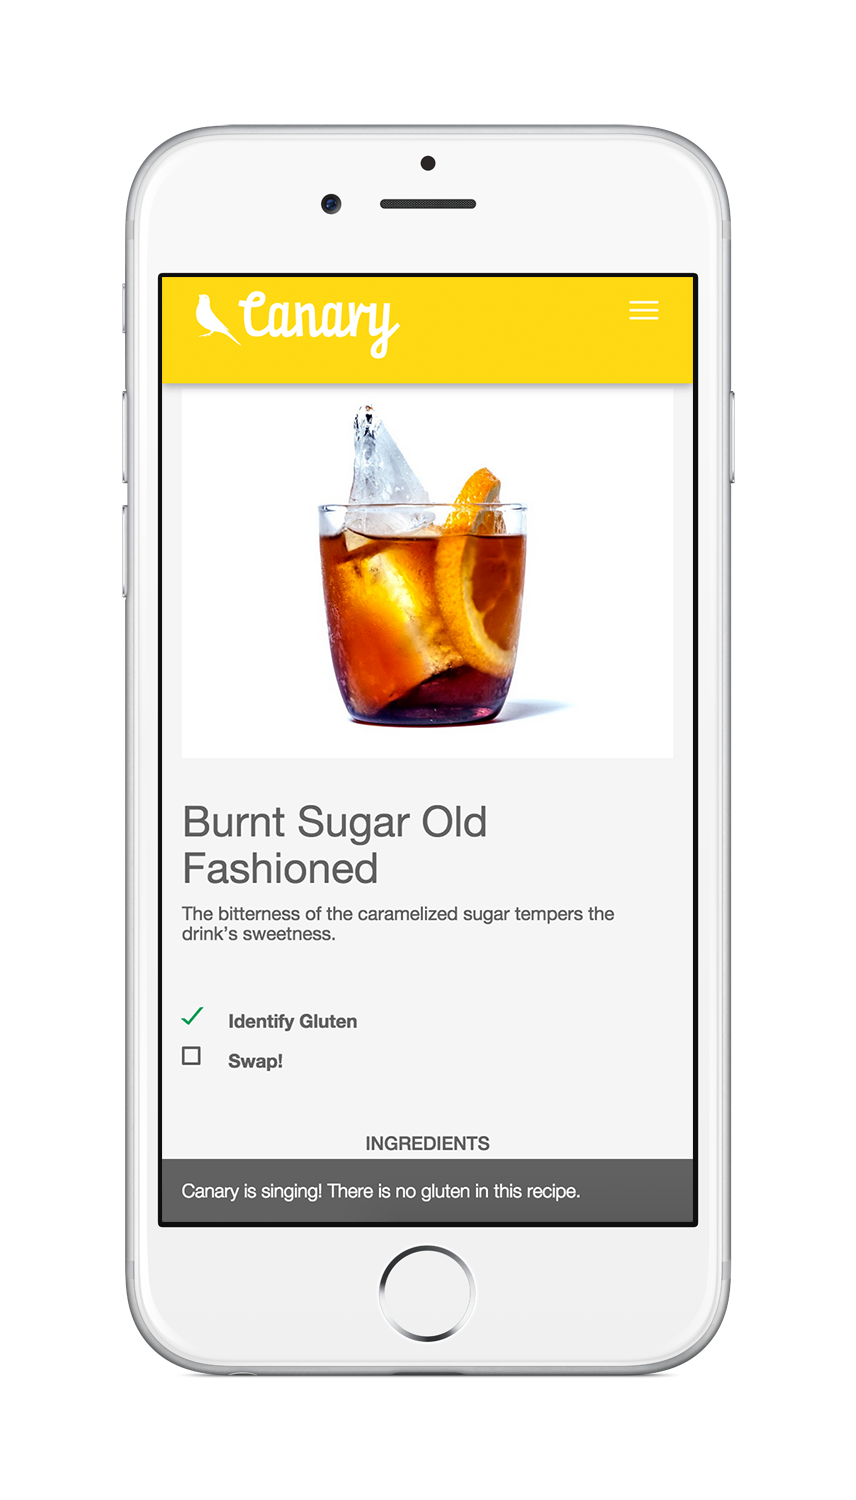 Canary
Burnt Sugar Old
Fashioned
The bitterness of the caramelized sugar tempers the
drink’s sweetness.
Identify Gluten
Swap!
INGREDIENTS
Canary is singing! There is no gluten in this recipe.